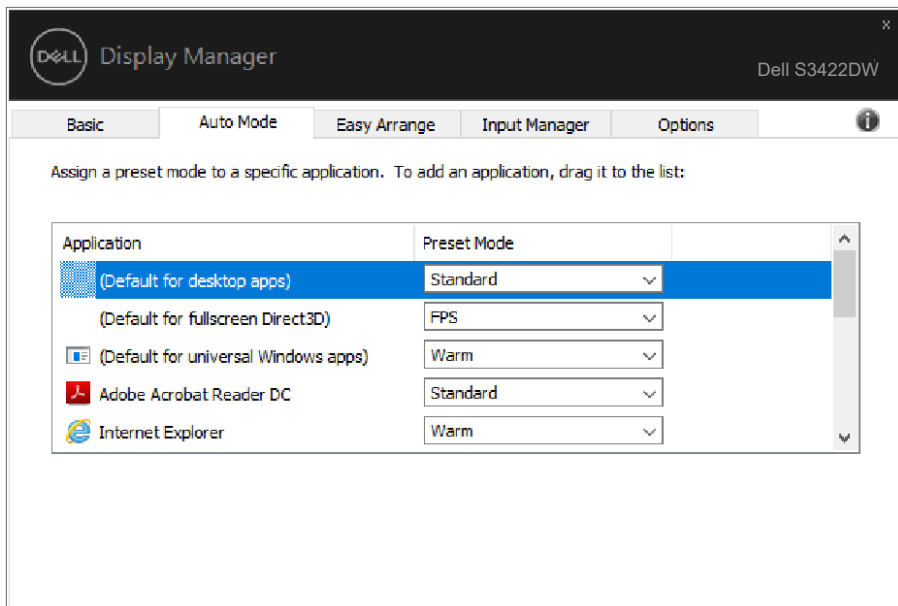 DELL Display Manager
x
Dell S3422DW
Basic Auto Mode Easy Arrange Input Manager Options i
Assign a preset mode to a specific application. To add an application, drag it to the list:
Application Preset Mode
(Default for desktop apps) Standard
(Default for fullscreen Direct3D) FPS
(Default for universal Windows apps) Warm
Adobe Acrobat Reader DC Standard
Internet Explorer Warm